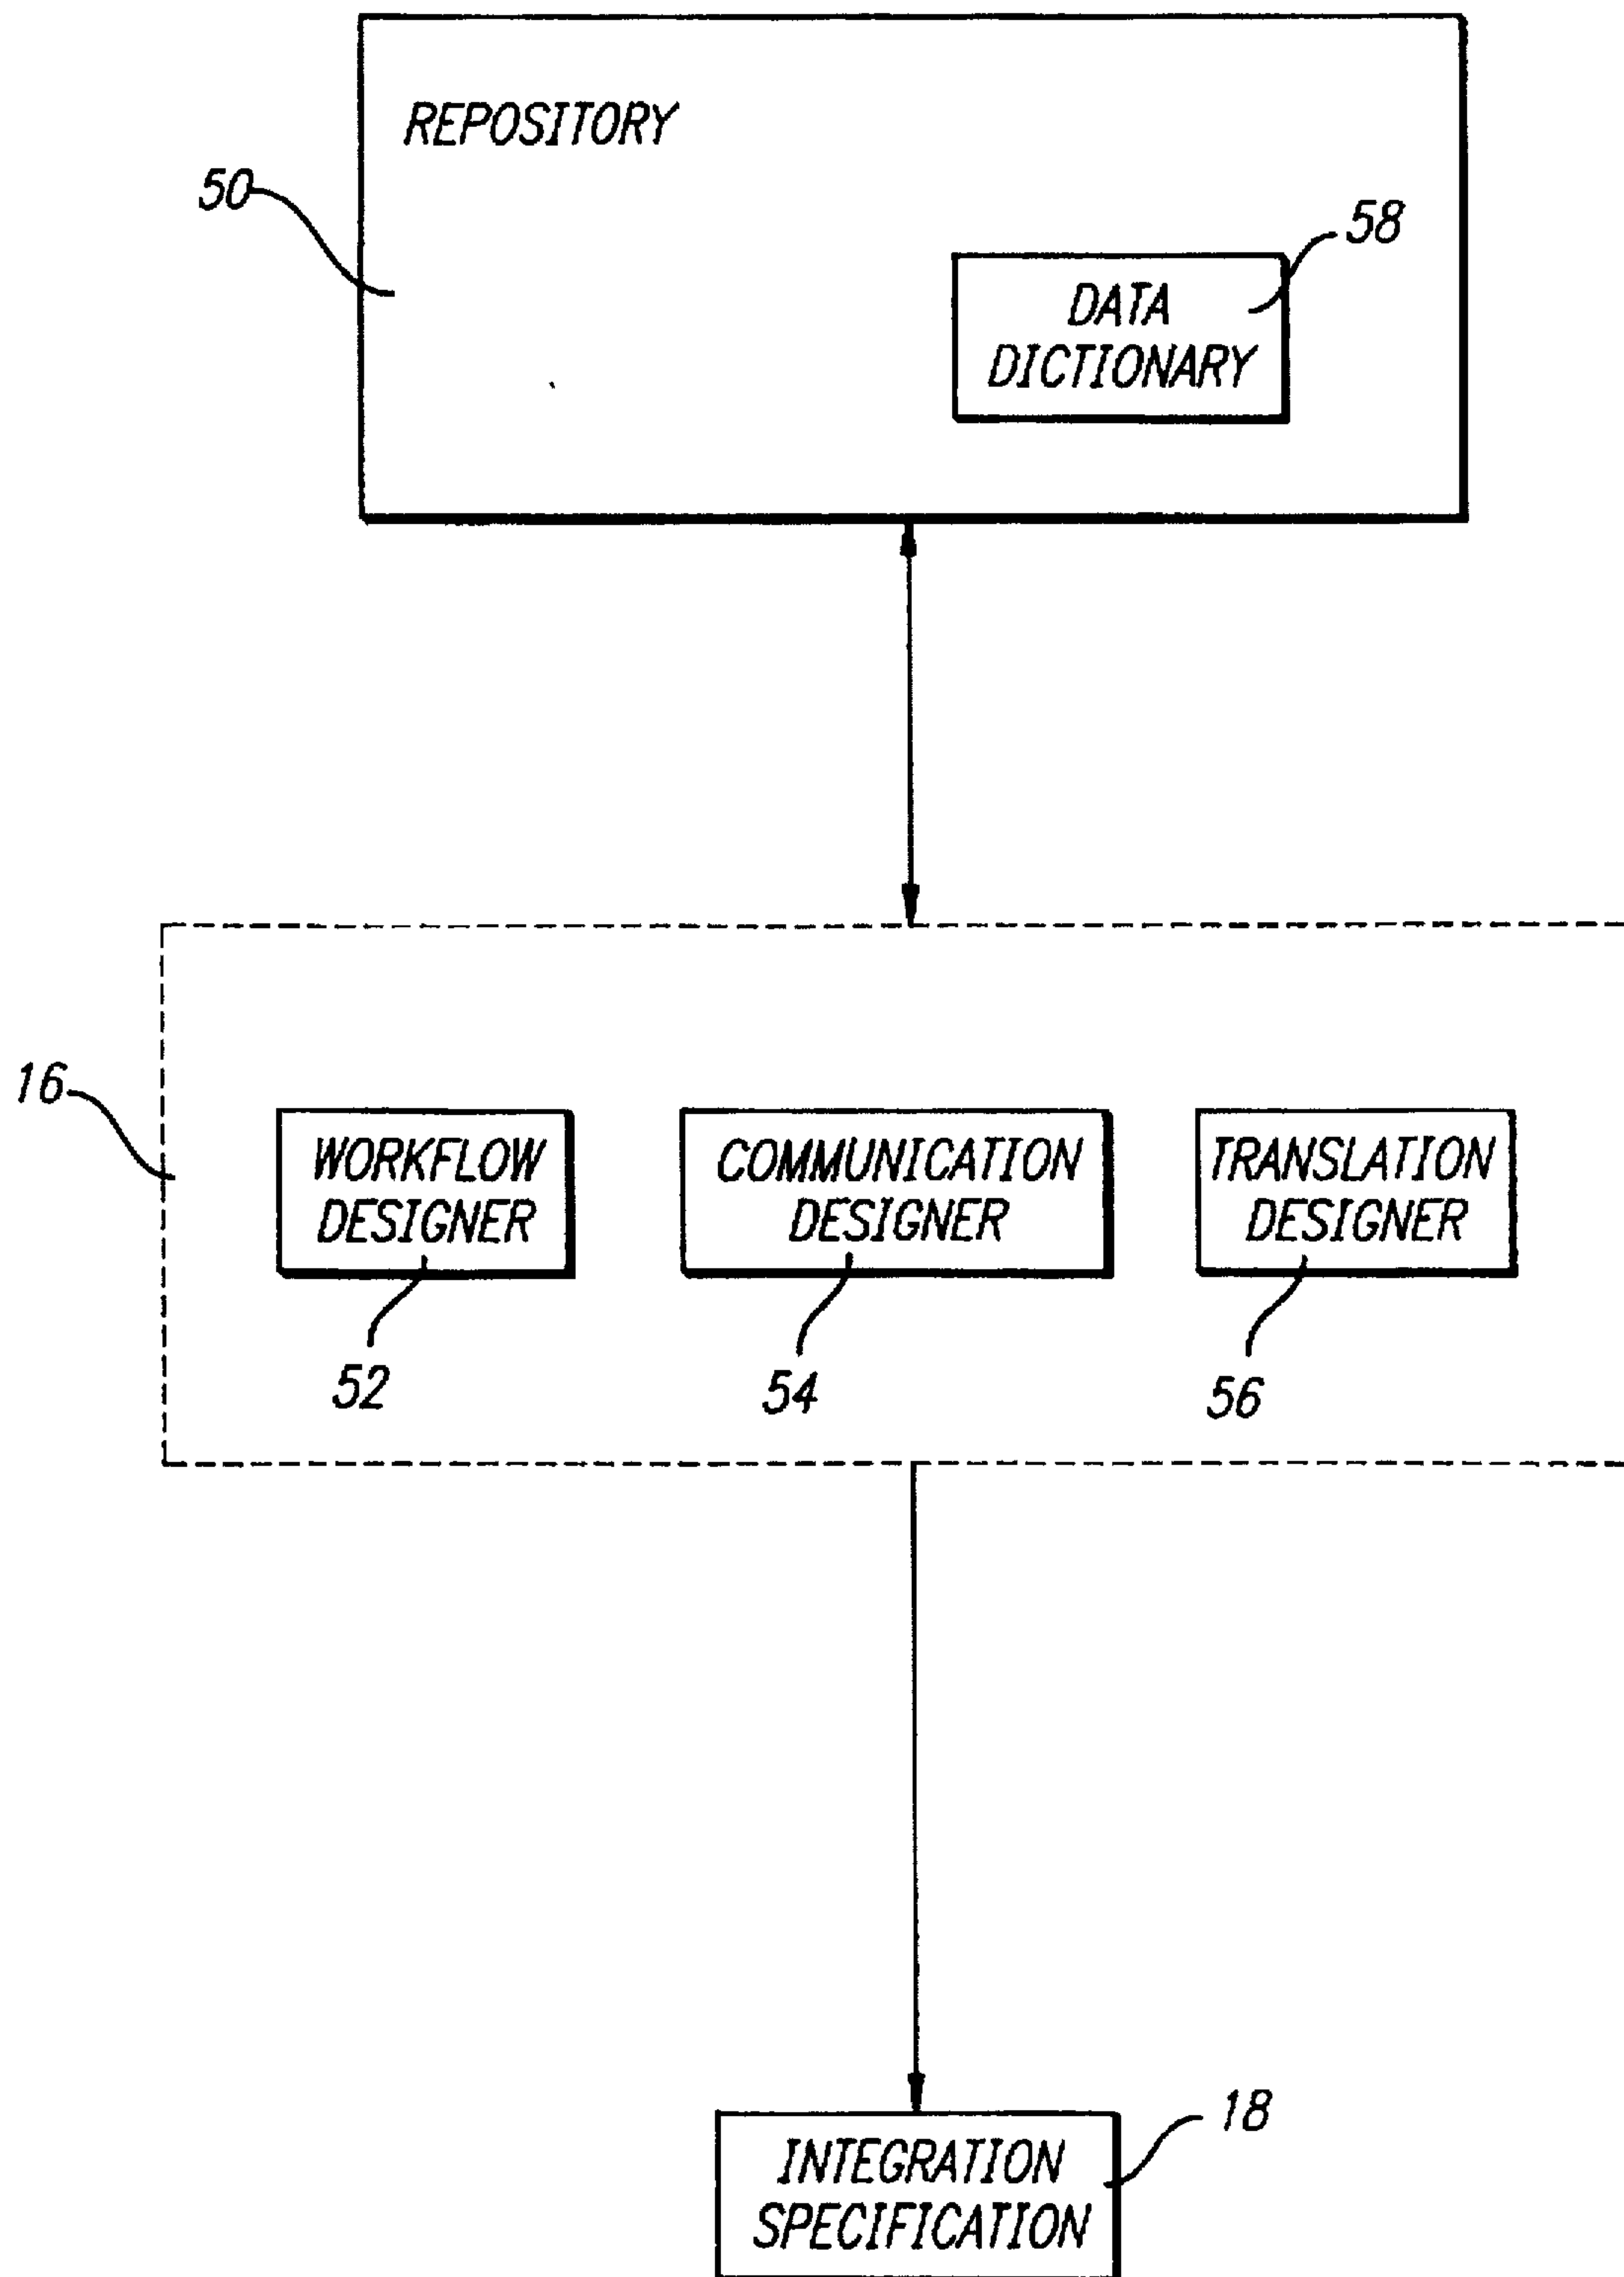 REPOSITORY
50
58
DATA
DICTIONARY
16
WORKFLOW
DESIGNER
COMMUNICATION
DESIGNER
TRANSLATION
DESIGNER
52
54
56
18
INTEGRATION
SPECIFICATION